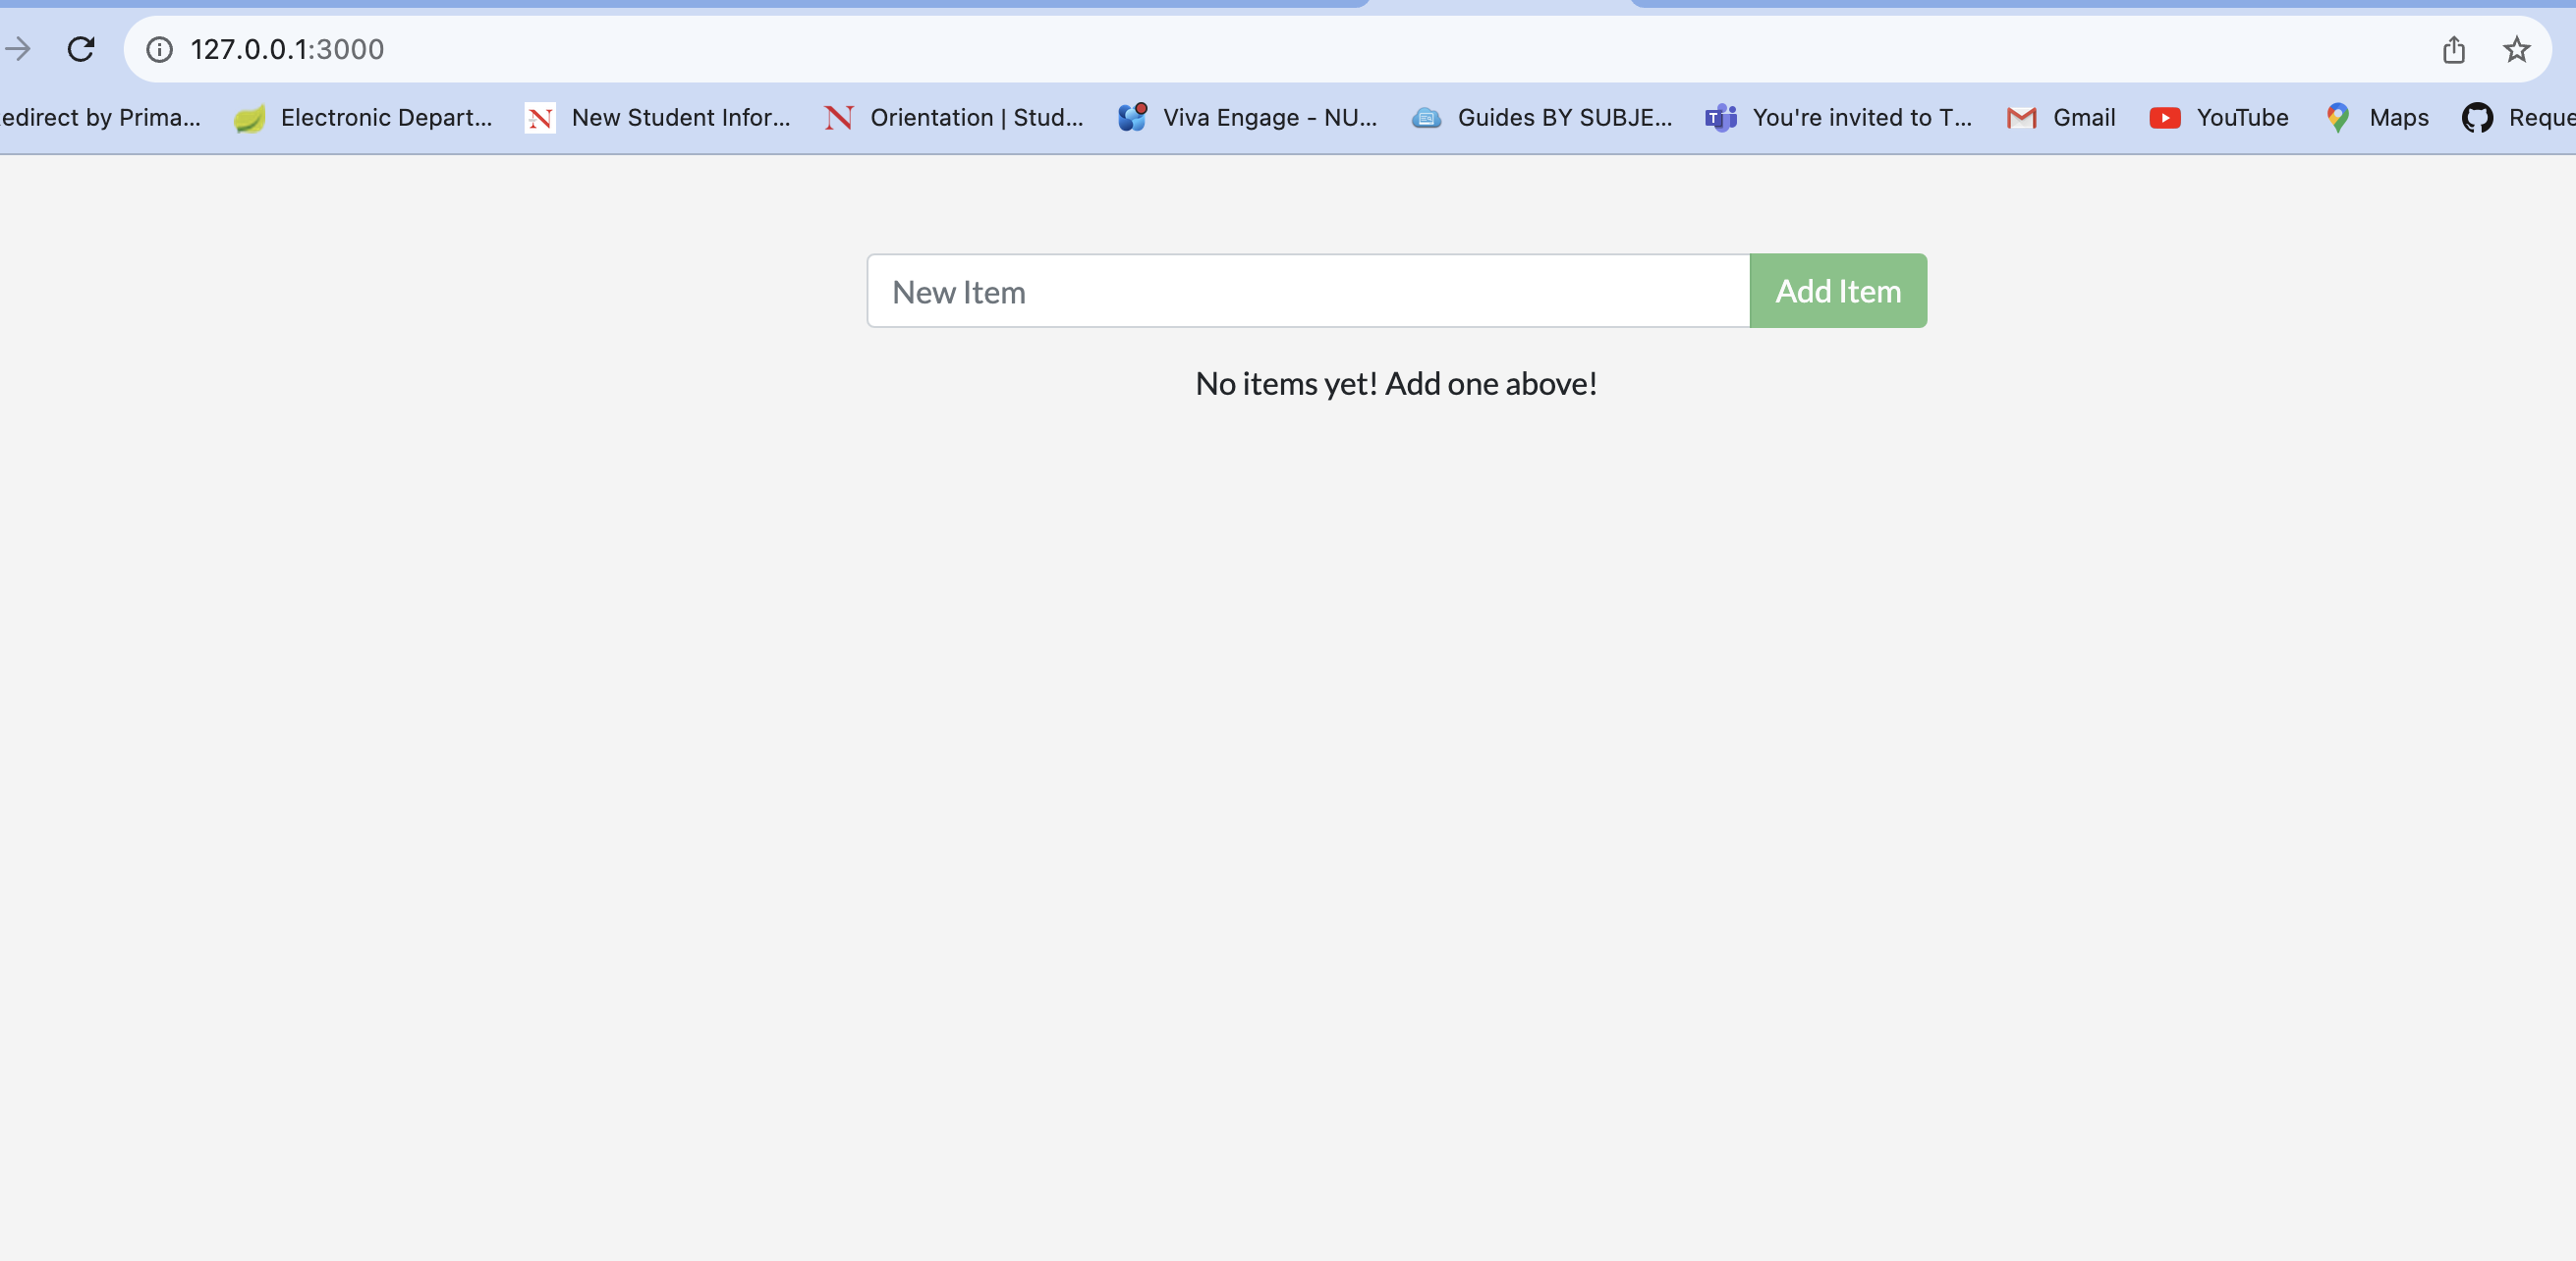 127.0.0.1:3000
edirect by Prima... Electronic Depart... New Student Infor... Orientation | Stud... Viva Engage - NU... Guides BY SUBJE... You're invited to T... Gmail YouTube Maps Reque
New Item Add Item
No items yet! Add one above!